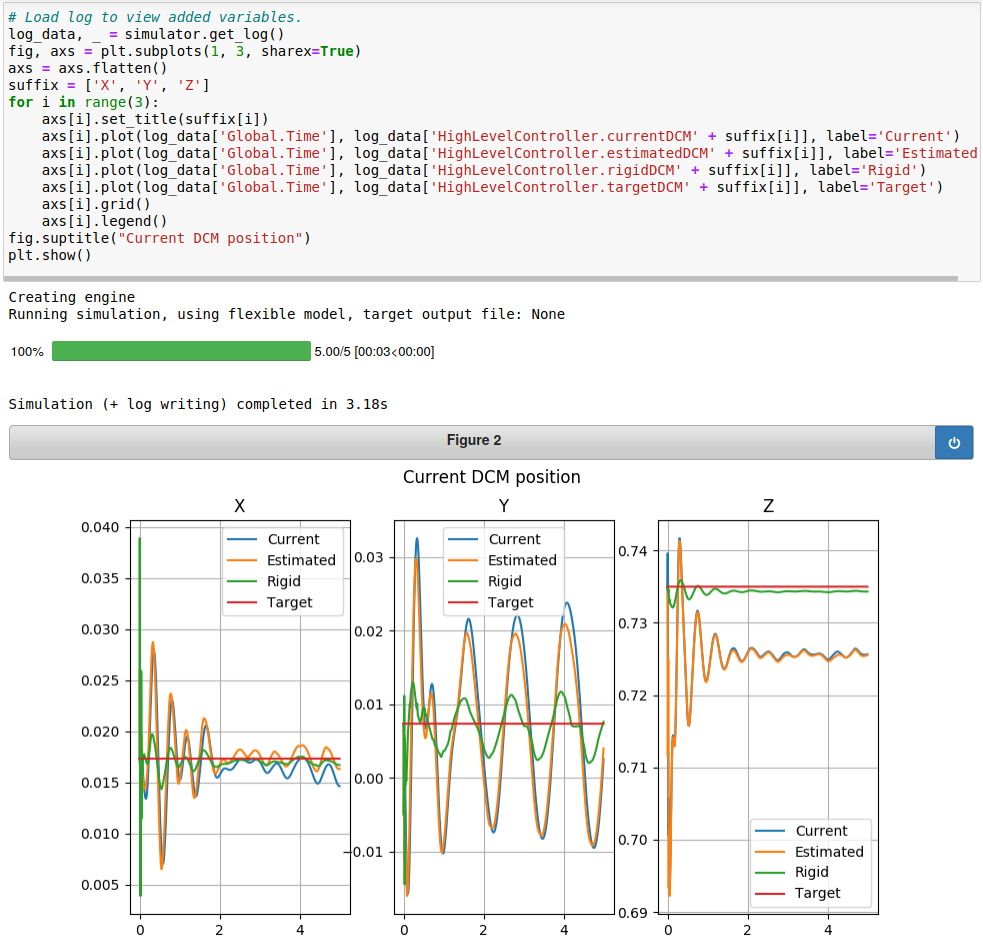 # Load log to view added variables.
log_data, _ = simulator.get_log()
fig, axs = plt.subplots(1, 3, sharex=True)
axs = axs.flatten()
suffix = ['X', 'Y', 'Z']
for i in range(3):
    axs[i].set_title(suffix[i])
    axs[i].plot(log_data['Global.Time'], log_data['HighLevelController.currentDCM' + suffix[i]], label='Current')
    axs[i].plot(log_data['Global.Time'], log_data['HighLevelController.estimatedDCM' + suffix[i]], label='Estimated
    axs[i].plot(log_data['Global.Time'], log_data['HighLevelController.rigidDCM' + suffix[i]], label='Rigid')
    axs[i].plot(log_data['Global.Time'], log_data['HighLevelController.targetDCM' + suffix[i]], label='Target')
    axs[i].grid()
    axs[i].legend()
fig.suptitle("Current DCM position")
plt.show()
Creating engine
Running simulation, using flexible model, target output file: None
100% 5.00/5 [00:03<00:00]
Simulation (+ log writing) completed in 3.18s
Figure 2
Current DCM position
X
0.040
0.035
0.030
0.025
0.020
0.015
0.010
0.005
0 2 4
Current
Estimated
Rigid
Target
Y
0.03
0.02
0.01
0.00
−0.01
0 2 4
Current
Estimated
Rigid
Target
Z
0.74
0.73
0.72
0.71
0.70
0.69
0 2 4
Current
Estimated
Rigid
Target